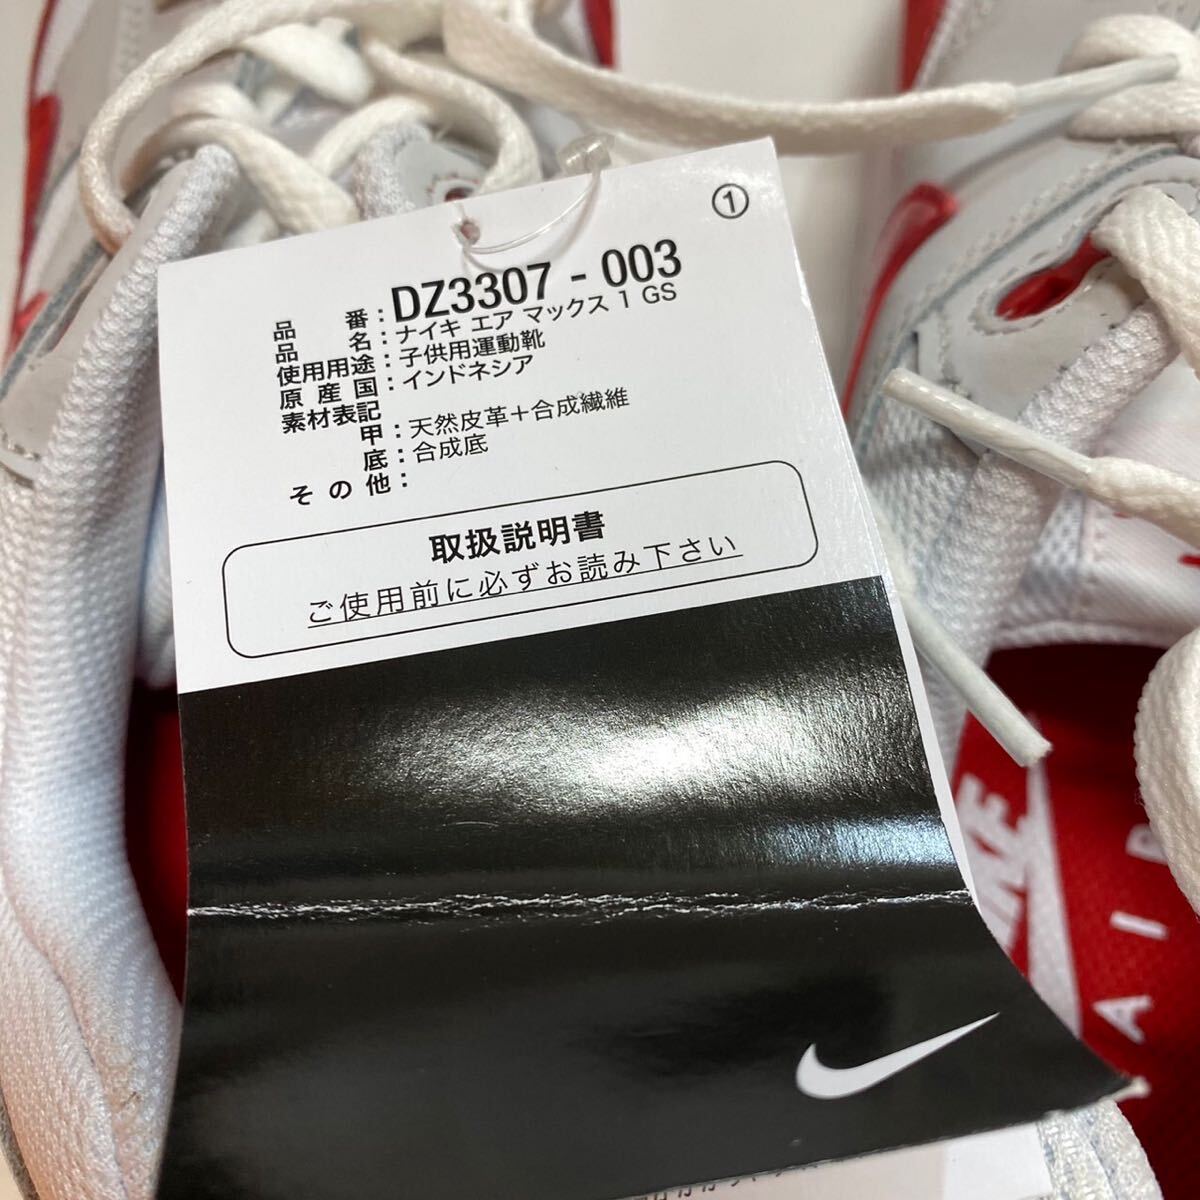 ①
品番：DZ3307 - 003
品名：ナイキ エア マックス 1 GS
使用用途：子供用運動靴
原産国：インドネシア
素材表記
甲：天然皮革＋合成繊維
底：合成底
その他：
取扱説明書
ご使用前に必ずお読み下さい
NIKE
AIR